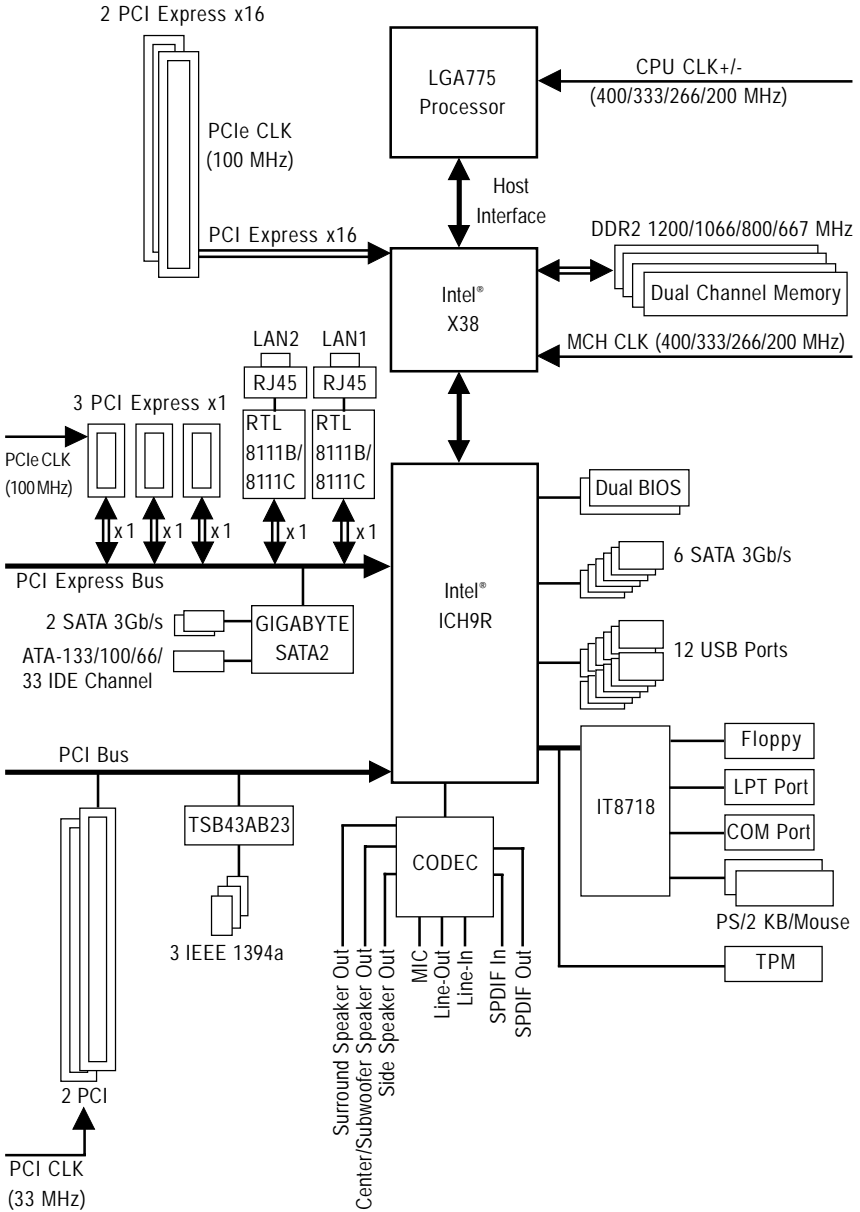 2 PCI Express x16
LGA775
Processor
CPU CLK+/-
(400/333/266/200 MHz)
PCIe CLK
(100 MHz)
Host
Interface
PCI Express x16
DDR2 1200/1066/800/667 MHz
Dual Channel Memory
Intel®
X38
MCH CLK (400/333/266/200 MHz)
LAN2
LAN1
RJ45
RJ45
3 PCI Express x1
RTL
8111B/
8111C
RTL
8111B/
8111C
PCIe CLK
(100 MHz)
x1
x1
x1
x1
x1
PCI Express Bus
Dual BIOS
6 SATA 3Gb/s
Intel®
ICH9R
2 SATA 3Gb/s
GIGABYTE
SATA2
ATA-133/100/66/
33 IDE Channel
12 USB Ports
PCI Bus
Floppy
LPT Port
IT8718
COM Port
PS/2 KB/Mouse
TPM
TSB43AB23
CODEC
3 IEEE 1394a
Surround Speaker Out
Center/Subwoofer Speaker Out
Side Speaker Out
MIC
Line-Out
Line-In
SPDIF In
SPDIF Out
2 PCI
PCI CLK
(33 MHz)